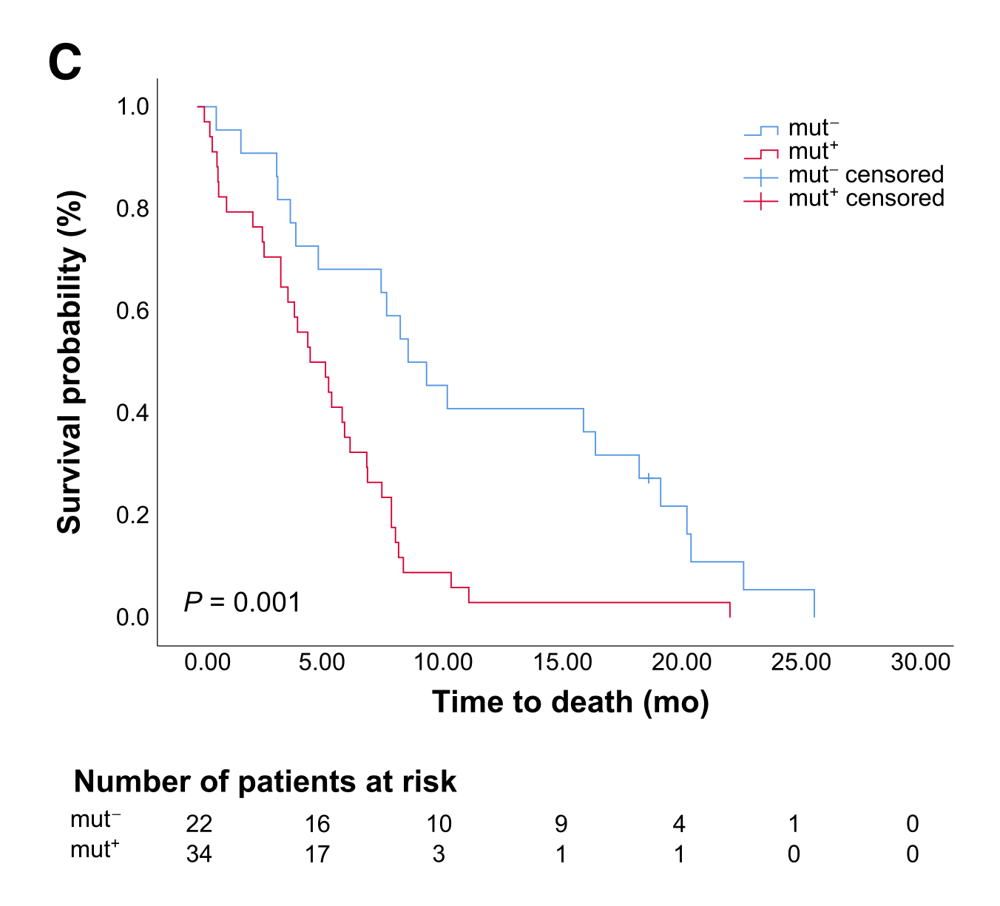 C
1.0
0.8
0.6
0.4
0.2
0.0
Survival probability (%)
mut⁻
mut⁺
mut⁻ censored
mut⁺ censored
P = 0.001
0.00 5.00 10.00 15.00 20.00 25.00 30.00
Time to death (mo)
Number of patients at risk
mut⁻ 22 16 10 9 4 1 0
mut⁺ 34 17 3 1 1 0 0